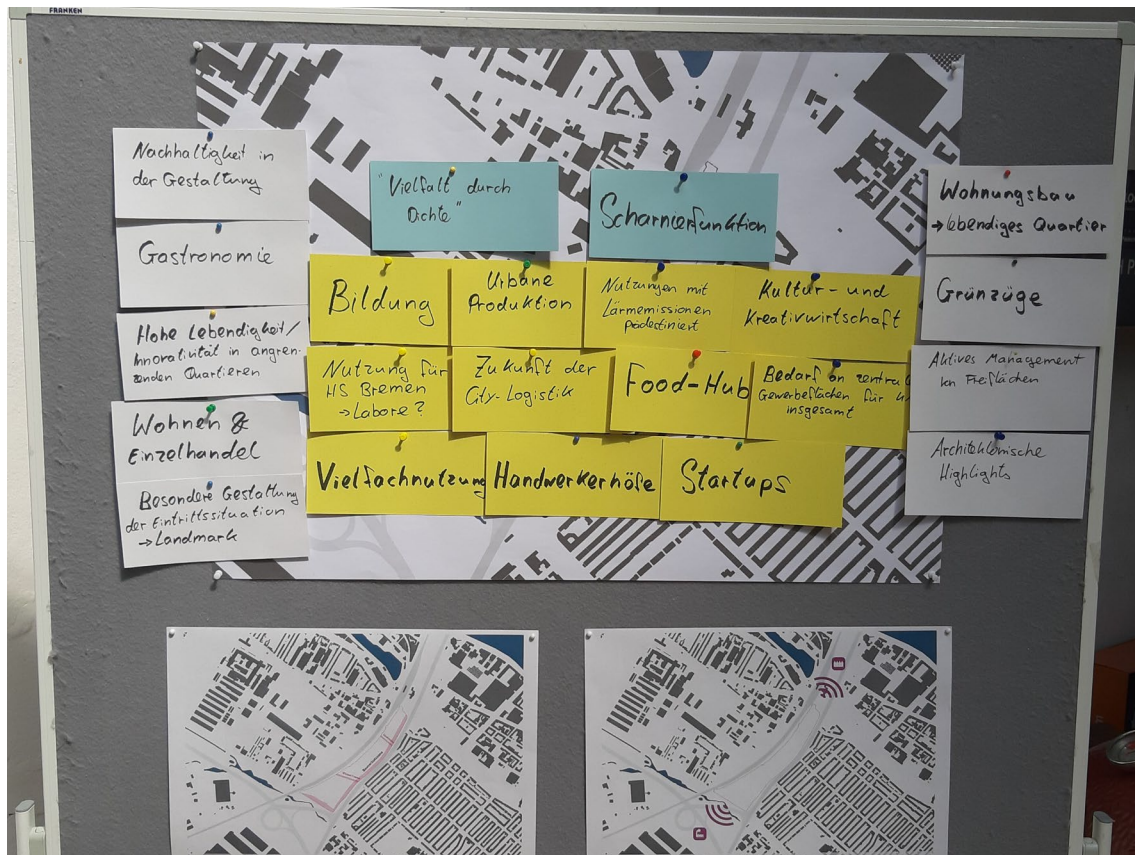 FRANKEN
Nachhaltigkeit in
der Gestaltung
Gastronomie
Hohe Lebendigkeit/
Innovativität in angren-
zenden Quartieren
Wohnen &
Einzelhandel
Besondere Gestaltung
der Eintrittssituation
→ Landmark
"Vielfalt durch
Dichte"
Scharnierfunktion
Bildung
Urbane
Produktion
Nutzungen mit
Lärmemissionen
prädestiniert
Kultur- und
Kreativwirtschaft
Nutzung für
HS Bremen
→ Labore?
Zukunft der
City-Logistik
Food-Hub
Bedarf an
Gewerbeflächen für
insgesamt
Vielfachnutzung
Handwerkerhöfe
Startups
Wohnungsbau
→ lebendiges Quartier
Grünzüge
Aktives Management
von Freiflächen
Architektonische
Highlights